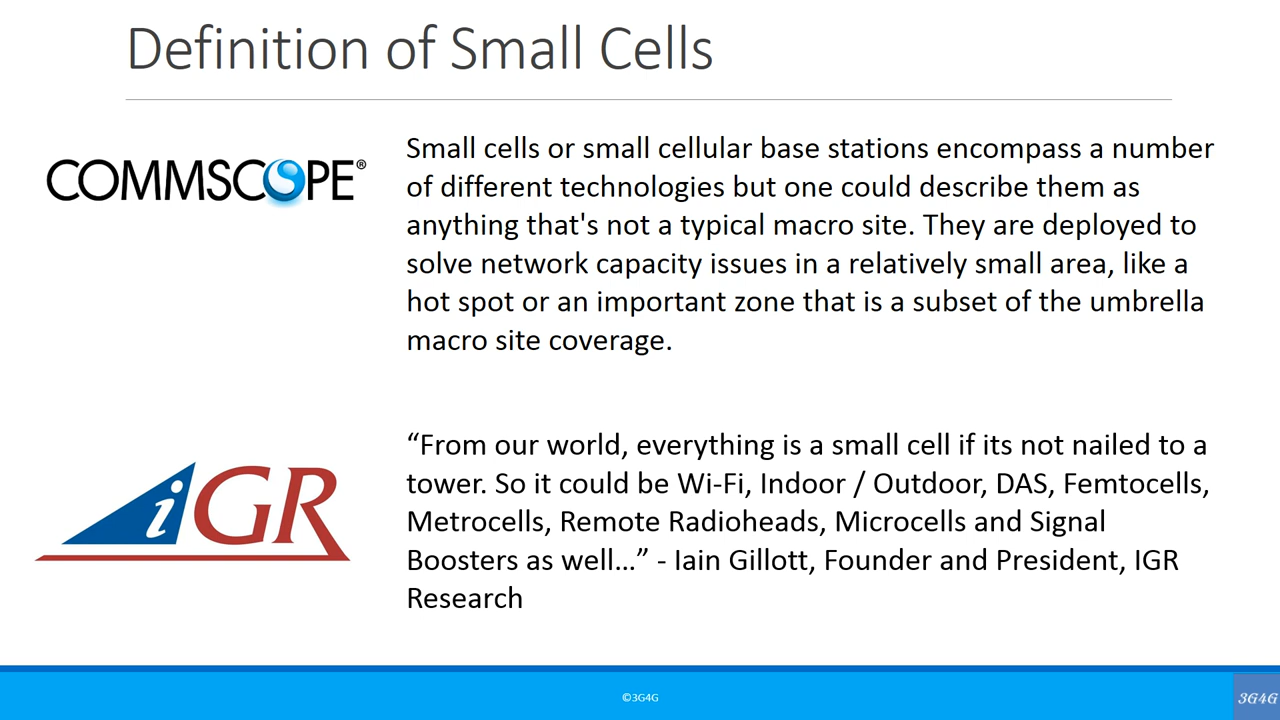 Definition of Small Cells
COMMSCOPE®
Small cells or small cellular base stations encompass a number
of different technologies but one could describe them as
anything that's not a typical macro site. They are deployed to
solve network capacity issues in a relatively small area, like a
hot spot or an important zone that is a subset of the umbrella
macro site coverage.
iGR
“From our world, everything is a small cell if its not nailed to a
tower. So it could be Wi-Fi, Indoor / Outdoor, DAS, Femtocells,
Metrocells, Remote Radioheads, Microcells and Signal
Boosters as well…” - Iain Gillott, Founder and President, IGR
Research
©3G4G
3G4G